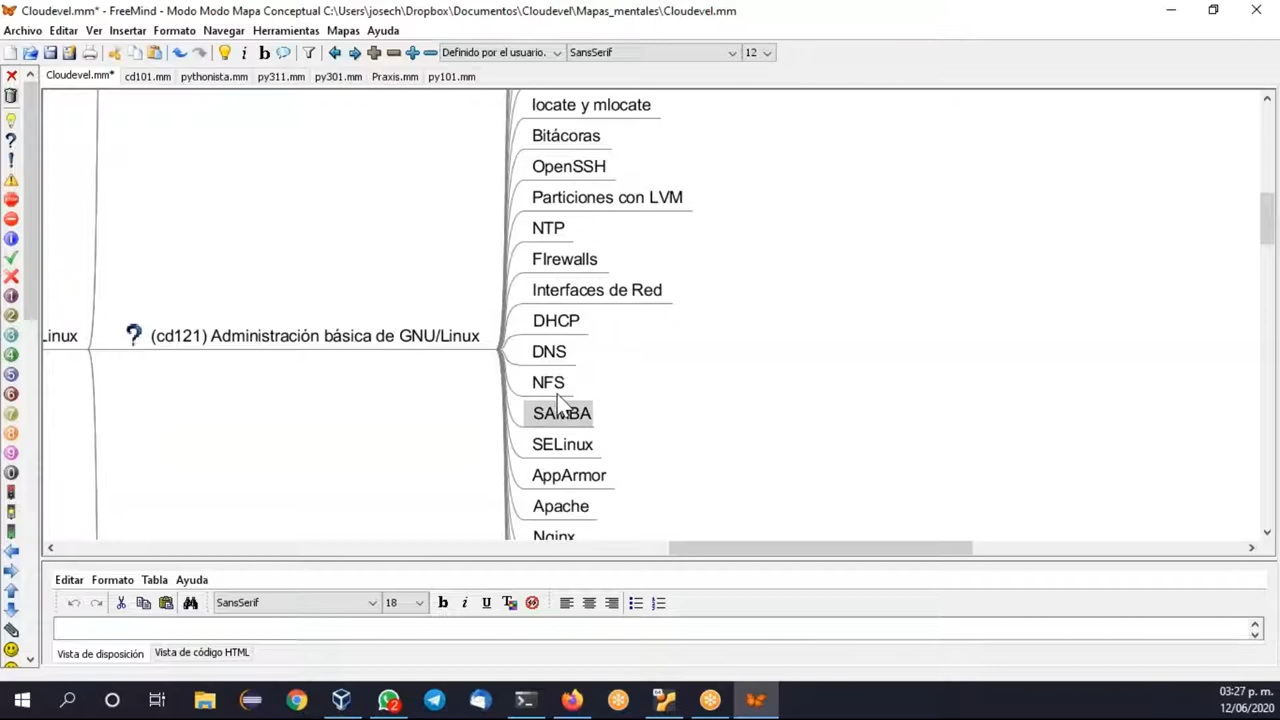 Cloudevel.mm* - FreeMind - Modo Modo Mapa Conceptual C:\Users\josech\Dropbox\Documentos\Cloudevel\Mapas_mentales\Cloudevel.mm
Archivo Editar Ver Insertar Formato Navegar Herramientas Mapas Ayuda
Definido por el usuario. SansSerif 12
Cloudevel.mm* cd101.mm pythonista.mm py311.mm py301.mm Praxis.mm py101.mm
locate y mlocate
Bitácoras
OpenSSH
Particiones con LVM
NTP
FIrewalls
Interfaces de Red
DHCP
Linux (cd121) Administración básica de GNU/Linux
DNS
NFS
SAMBA
SELinux
AppArmor
Apache
Nginx
Editar Formato Tabla Ayuda
SansSerif 18
Vista de disposición Vista de código HTML
03:27 p. m.
12/06/2020